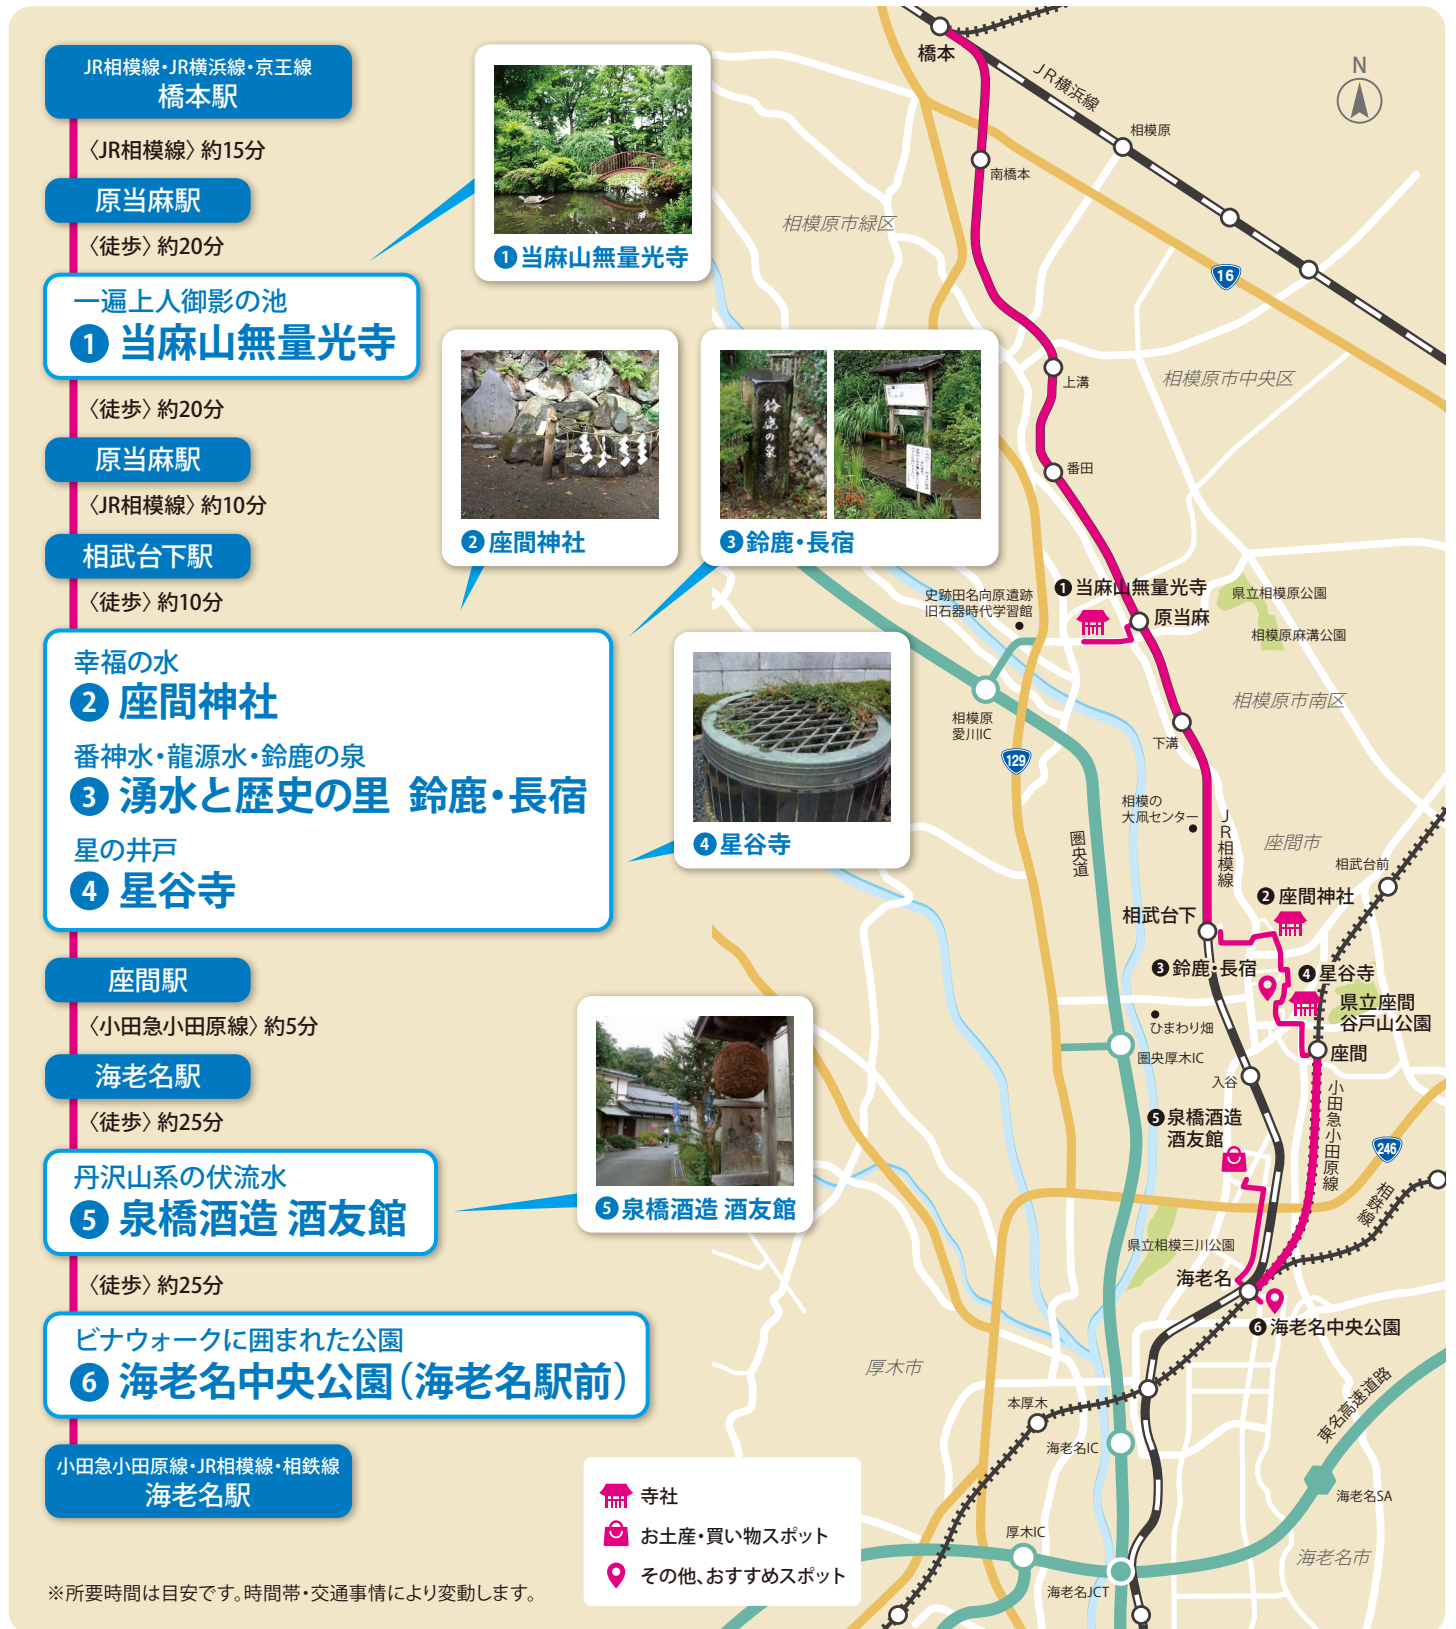 JR相模線・JR横浜線・京王線
橋本駅
〈JR相模線〉約15分
原当麻駅
〈徒歩〉約20分
一遍上人御影の池
❶ 当麻山無量光寺
〈徒歩〉約20分
原当麻駅
〈JR相模線〉約10分
相武台下駅
〈徒歩〉約10分
幸福の水
❷ 座間神社
番神水・龍源水・鈴鹿の泉
❸ 湧水と歴史の里 鈴鹿・長宿
星の井戸
❹ 星谷寺
座間駅
〈小田急小田原線〉約5分
海老名駅
〈徒歩〉約25分
丹沢山系の伏流水
❺ 泉橋酒造 酒友館
〈徒歩〉約25分
ビナウォークに囲まれた公園
❻ 海老名中央公園（海老名駅前）
小田急小田原線・JR相模線・相鉄線
海老名駅
※所要時間は目安です。時間帯・交通事情により変動します。
❶当麻山無量光寺
❷座間神社
鈴鹿の泉
❸鈴鹿・長宿
❹星谷寺
❺泉橋酒造 酒友館
寺社
お土産・買い物スポット
その他、おすすめスポット
橋本
JR横浜線
N
相模原
南橋本
相模原市緑区
16
上溝
相模原市中央区
番田
史跡田名向原遺跡
旧石器時代学習館
❶当麻山無量光寺
原当麻
県立相模原公園
相模原麻溝公園
相模原市南区
相模原
愛川IC
下溝
129
相模の
大凧センター
JR相模線
圏央道
座間市
相武台前
❷座間神社
相武台下
❸鈴鹿・長宿
❹星谷寺
県立座間
谷戸山公園
ひまわり畑
圏央厚木IC
座間
入谷
小田急小田原線
❺泉橋酒造
酒友館
246
相鉄線
県立相模三川公園
海老名
❻海老名中央公園
厚木市
本厚木
東名高速道路
海老名IC
海老名SA
厚木IC
海老名市
海老名JCT